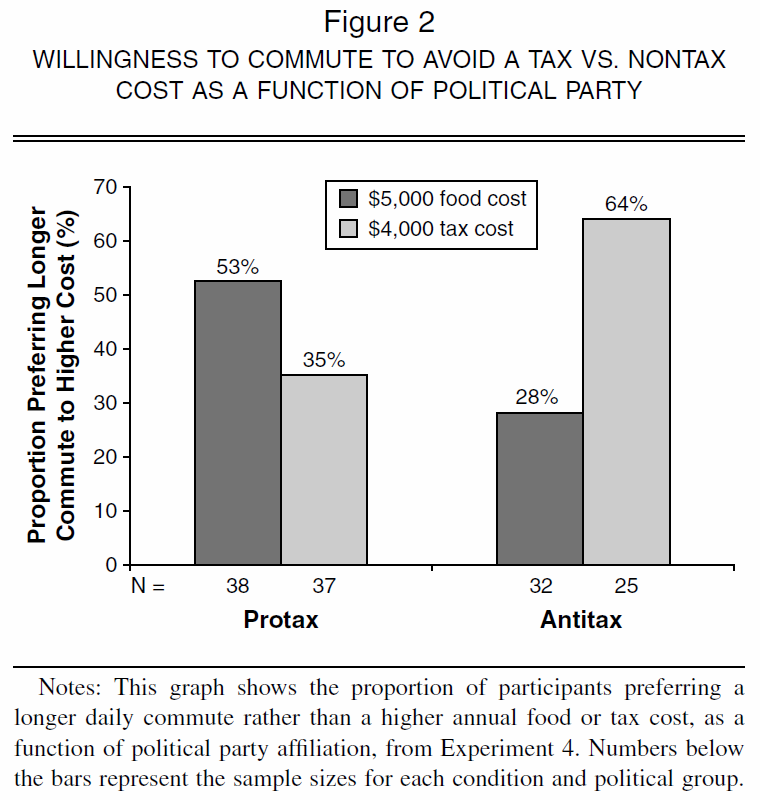 Figure 2
WILLINGNESS TO COMMUTE TO AVOID A TAX VS. NONTAX
COST AS A FUNCTION OF POLITICAL PARTY
Proportion Preferring Longer
Commute to Higher Cost (%)
70
60
50
40
30
20
10
0
$5,000 food cost
$4,000 tax cost
53%
35%
28%
64%
N = 38 37 32 25
Protax Antitax
Notes: This graph shows the proportion of participants preferring a
longer daily commute rather than a higher annual food or tax cost, as a
function of political party affiliation, from Experiment 4. Numbers below
the bars represent the sample sizes for each condition and political group.